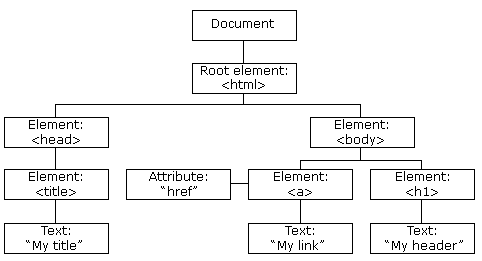 Document
Root element:
<html>
Element:
<head>
Element:
<body>
Element:
<title>
Attribute:
“href”
Element:
<a>
Element:
<h1>
Text:
“My title”
Text:
“My link”
Text:
“My header”